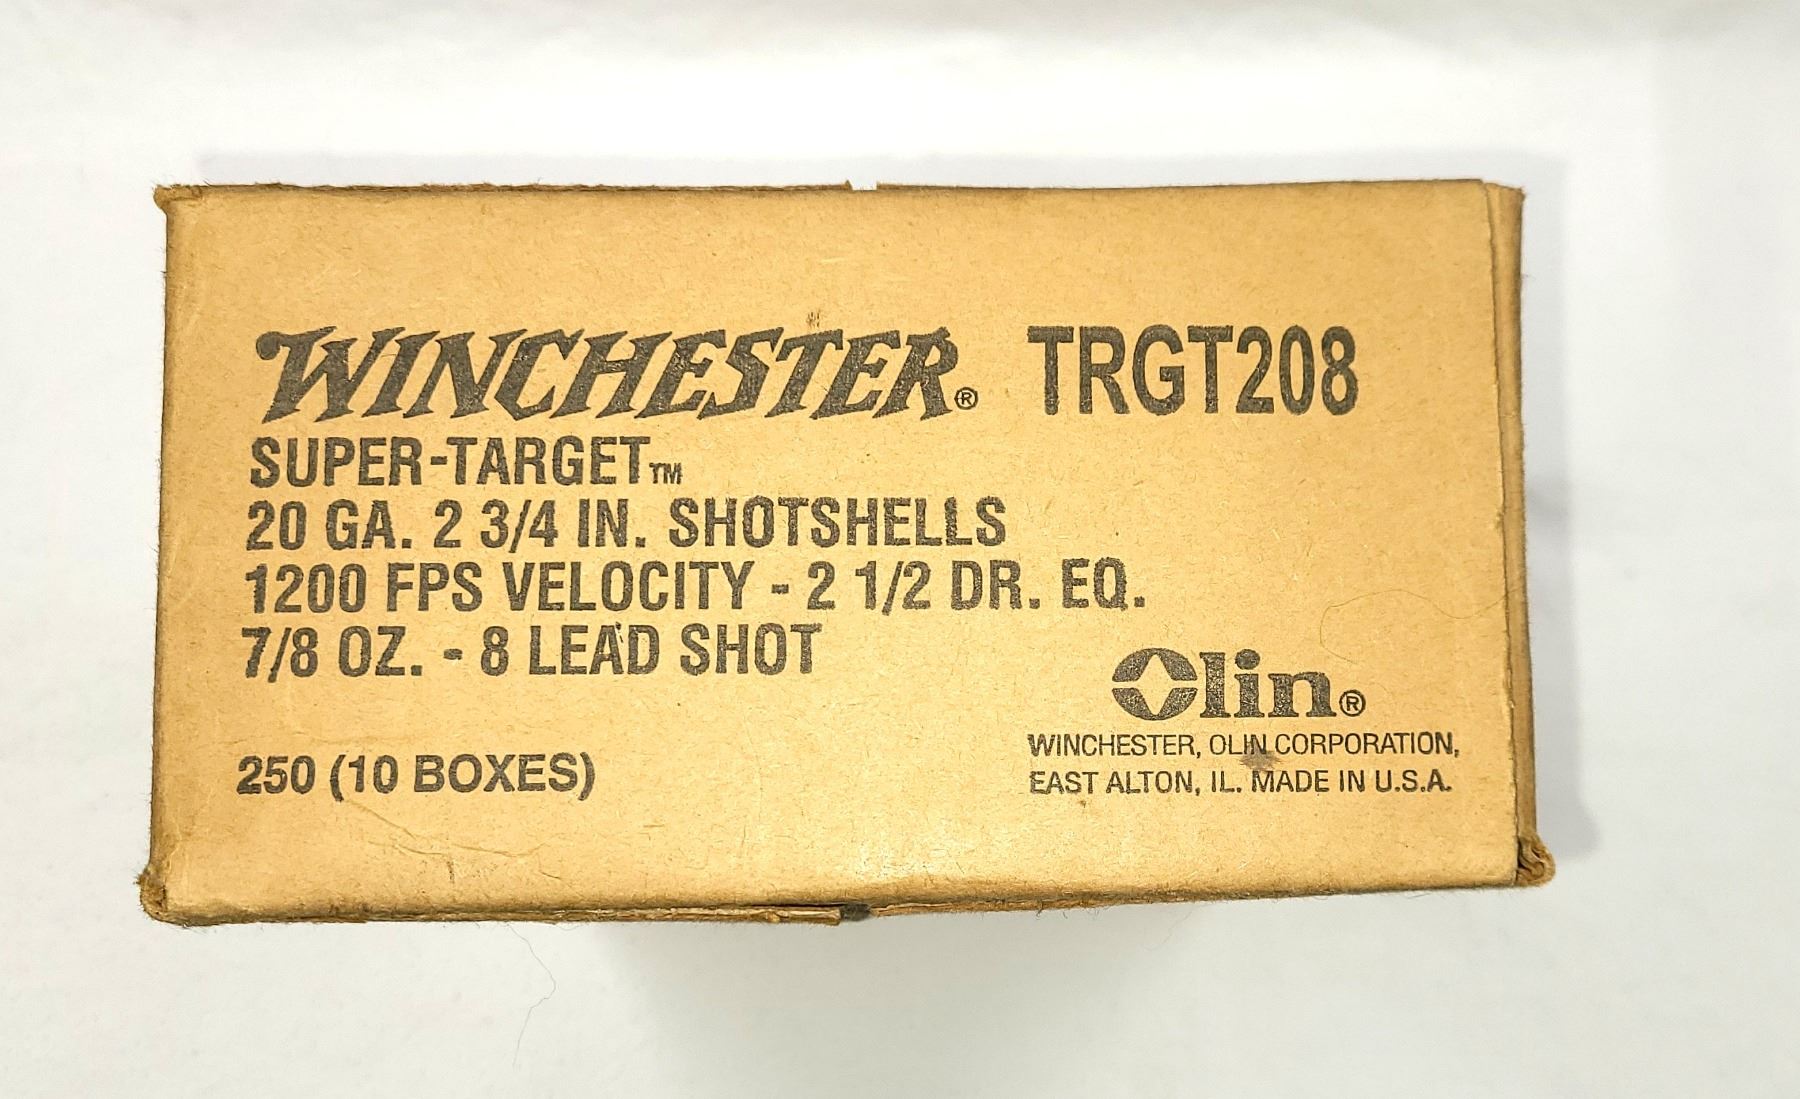 WINCHESTER® TRGT208
SUPER-TARGET™
20 GA. 2 3/4 IN. SHOTSHELLS
1200 FPS VELOCITY - 2 1/2 DR. EQ.
7/8 OZ. - 8 LEAD SHOT
250 (10 BOXES)
Olin®
WINCHESTER, OLIN CORPORATION,
EAST ALTON, IL. MADE IN U.S.A.